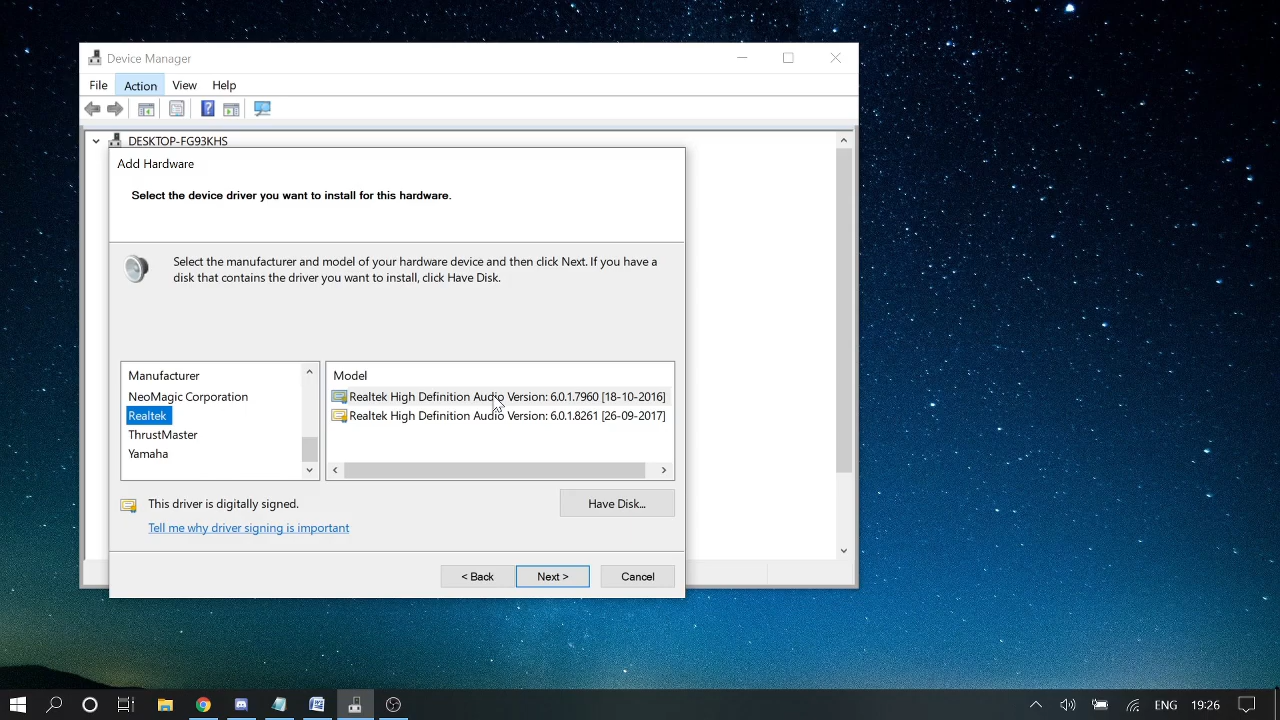 Device Manager
File Action View Help
DESKTOP-FG93KHS
Add Hardware
Select the device driver you want to install for this hardware.
Select the manufacturer and model of your hardware device and then click Next. If you have a
disk that contains the driver you want to install, click Have Disk.
Manufacturer
NeoMagic Corporation
Realtek
ThrustMaster
Yamaha
Model
Realtek High Definition Audio Version: 6.0.1.7960 [18-10-2016]
Realtek High Definition Audio Version: 6.0.1.8261 [26-09-2017]
This driver is digitally signed.
Have Disk...
Tell me why driver signing is important
< Back Next > Cancel
ENG 19:26